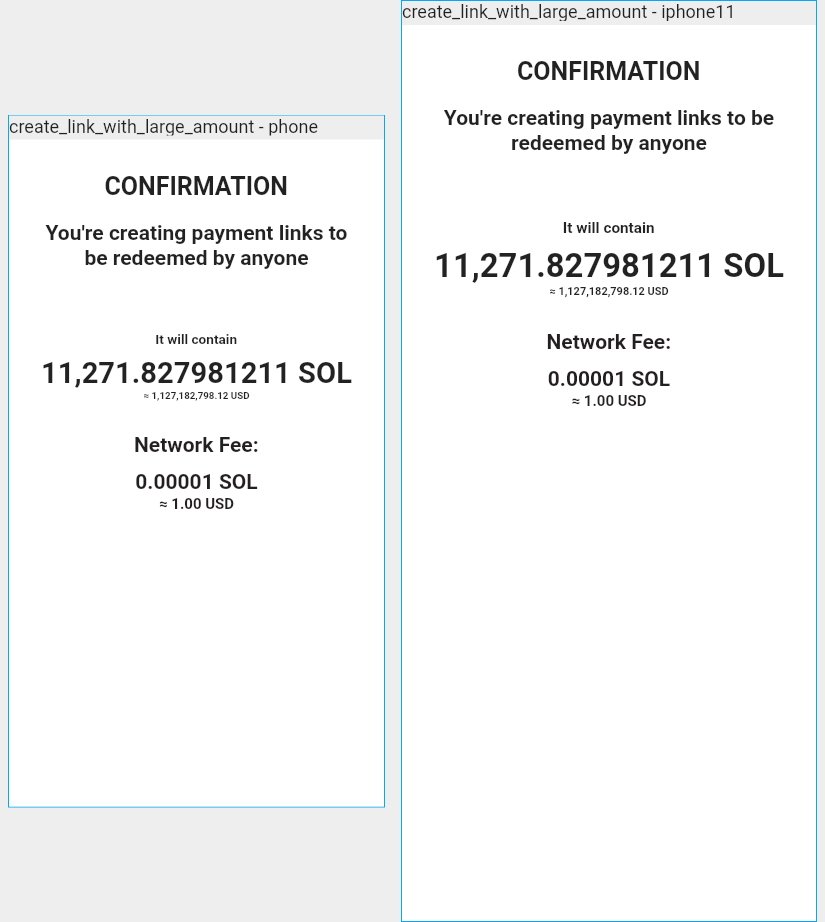 create_link_with_large_amount - phone
CONFIRMATION
You're creating payment links to
be redeemed by anyone
It will contain
11,271.827981211 SOL
≈ 1,127,182,798.12 USD
Network Fee:
0.00001 SOL
≈ 1.00 USD
create_link_with_large_amount - iphone11
CONFIRMATION
You're creating payment links to be
redeemed by anyone
It will contain
11,271.827981211 SOL
≈ 1,127,182,798.12 USD
Network Fee:
0.00001 SOL
≈ 1.00 USD